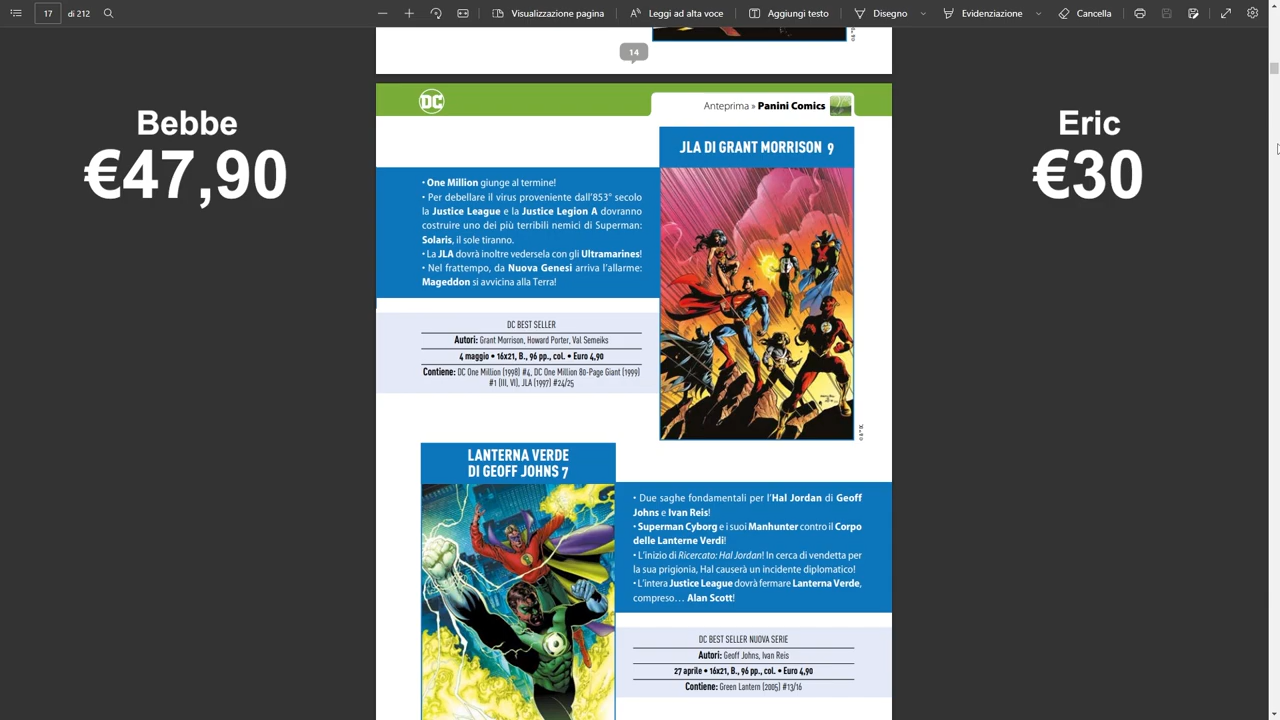 17 di 212
Visualizzazione pagina
Leggi ad alta voce
Aggiungi testo
Disegno
Evidenziazione
Cancella
14
Bebbe
€47,90
Eric
€30
DC
Anteprima » Panini Comics
JLA DI GRANT MORRISON 9
• One Million giunge al termine!
• Per debellare il virus proveniente dall'853° secolo
la Justice League e la Justice Legion A dovranno
costruire uno dei più terribili nemici di Superman:
Solaris, il sole tiranno.
• La JLA dovrà inoltre vedersela con gli Ultramarines!
• Nel frattempo, da Nuova Genesi arriva l'allarme:
Mageddon si avvicina alla Terra!
DC BEST SELLER
Autori: Grant Morrison, Howard Porter, Val Semeiks
4 maggio • 16x21, B., 96 pp., col. • Euro 4,90
Contiene: DC One Million (1998) #4, DC One Million 80-Page Giant (1999)
#1 (III, VI), JLA (1997) #24/25
LANTERNA VERDE
DI GEOFF JOHNS 7
• Due saghe fondamentali per l'Hal Jordan di Geoff
Johns e Ivan Reis!
• Superman Cyborg e i suoi Manhunter contro il Corpo
delle Lanterne Verdi!
• L'inizio di Ricercato: Hal Jordan! In cerca di vendetta per
la sua prigionia, Hal causerà un incidente diplomatico!
• L'intera Justice League dovrà fermare Lanterna Verde,
compreso… Alan Scott!
DC BEST SELLER NUOVA SERIE
Autori: Geoff Johns, Ivan Reis
27 aprile • 16x21, B., 96 pp., col. • Euro 4,90
Contiene: Green Lantern (2005) #13/16